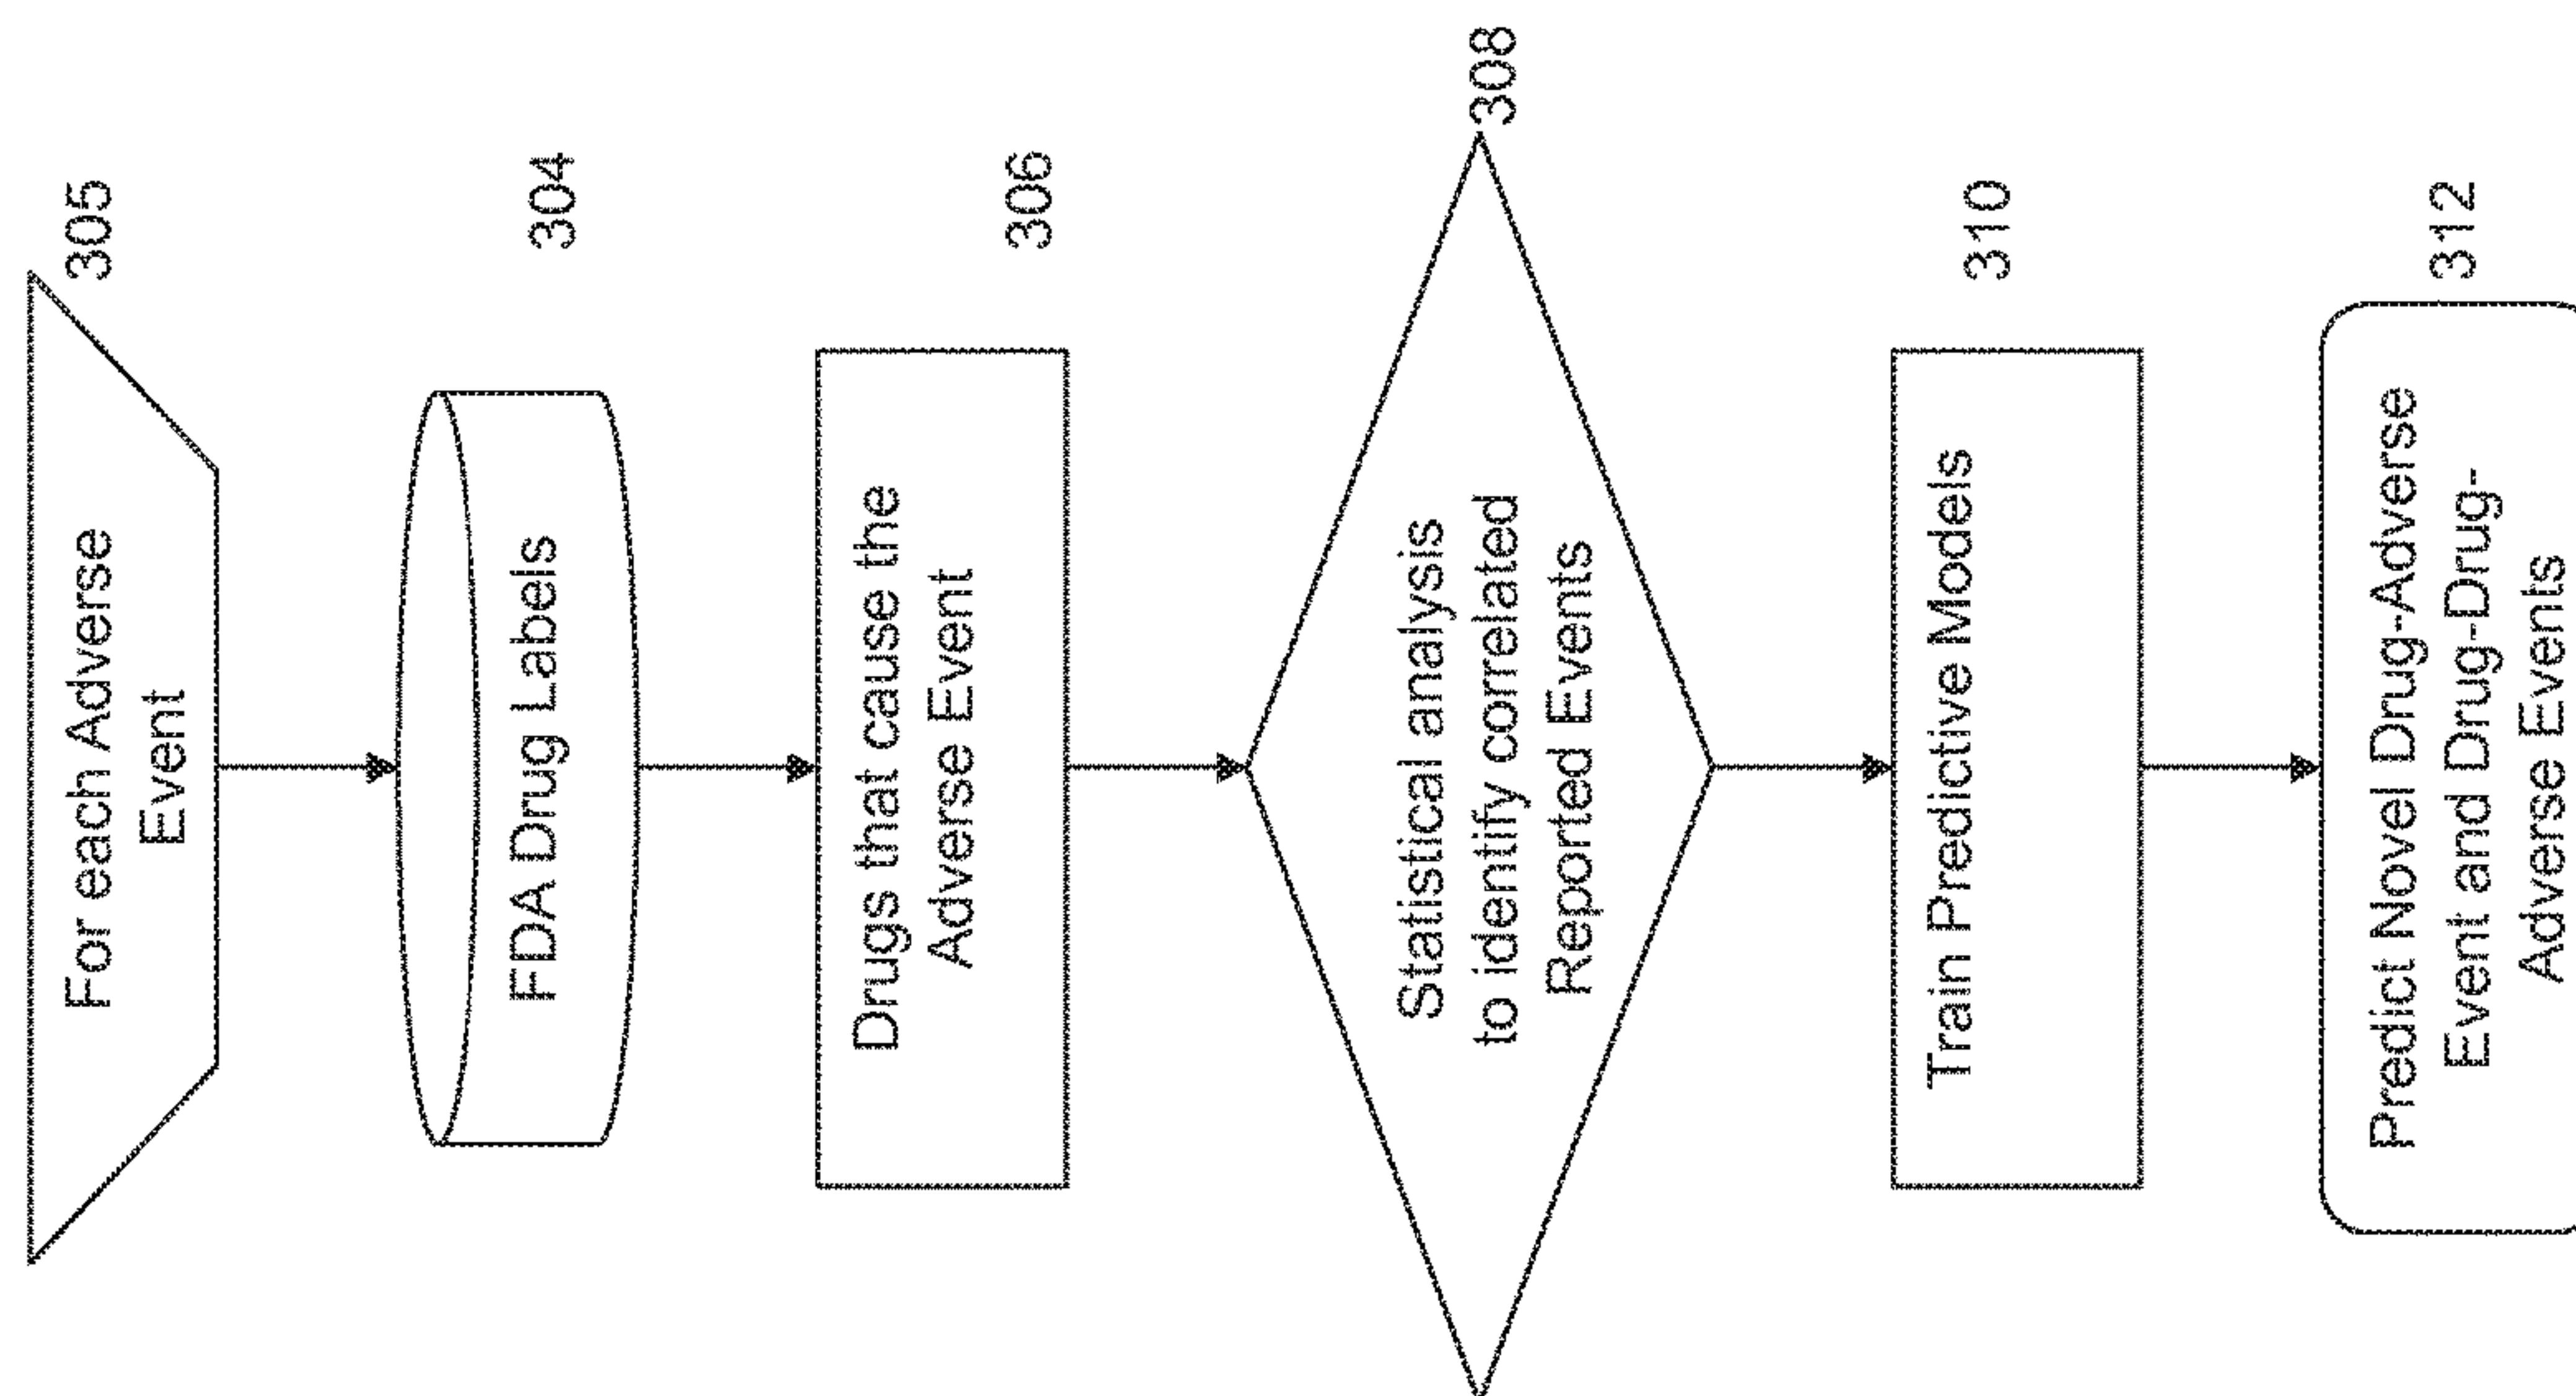 For each Adverse
Event
305
FDA Drug Labels
304
Drugs that cause the
Adverse Event
306
Statistical analysis
to identify correlated
Reported Events
308
Train Predictive Models
310
Predict Novel Drug-Adverse
Event and Drug-Drug-
Adverse Events
312